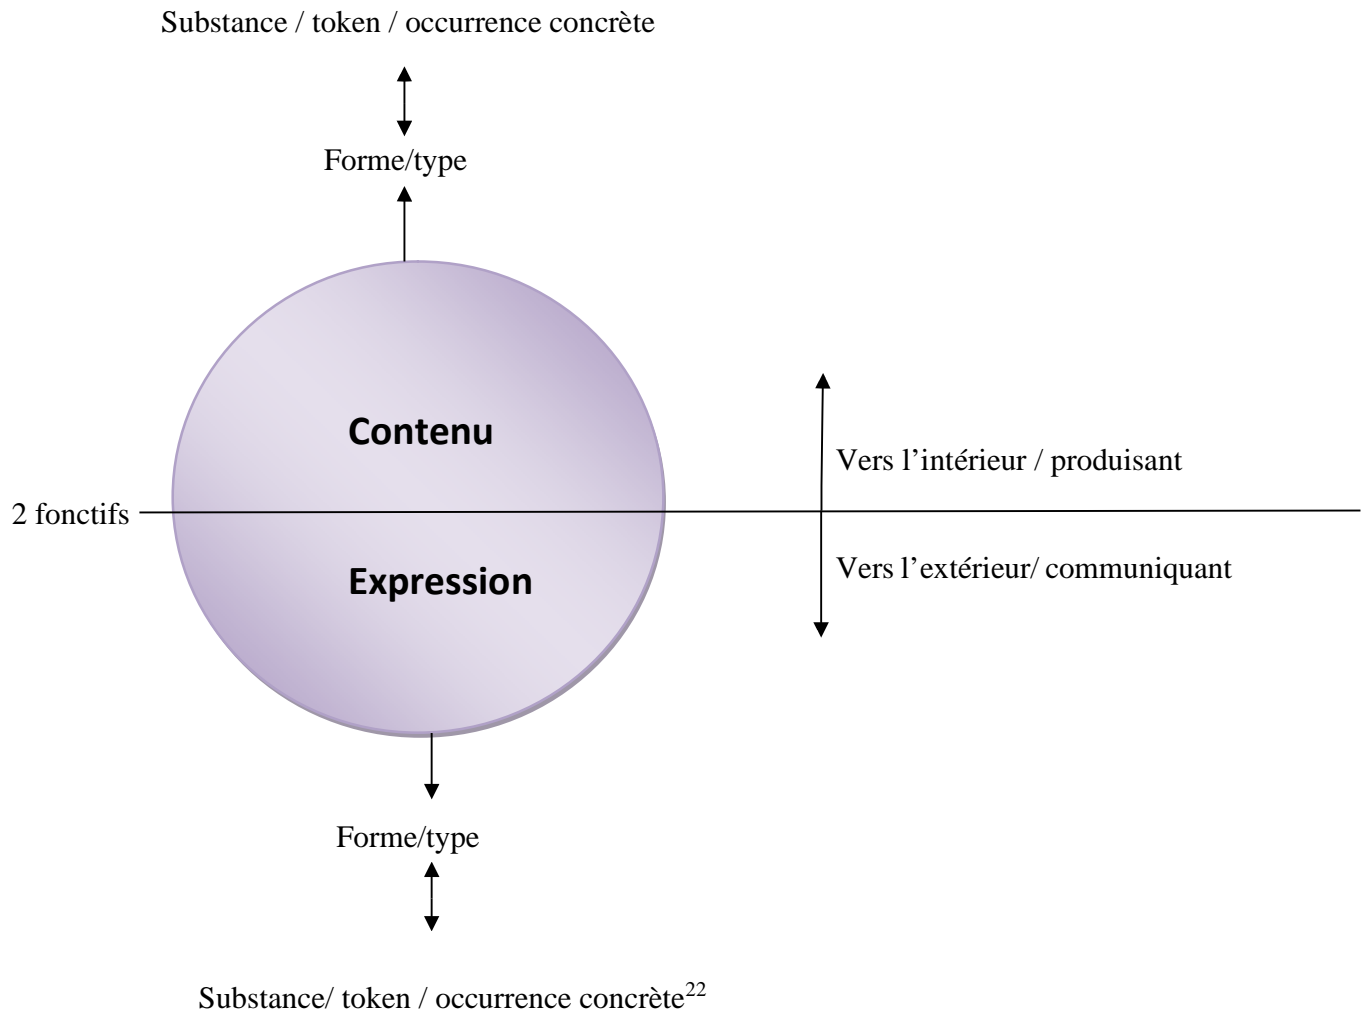 Substance / token / occurrence concrète
Forme/type
Contenu
Vers l’intérieur / produisant
2 fonctifs
Vers l’extérieur/ communiquant
Expression
Forme/type
Substance/ token / occurrence concrète22